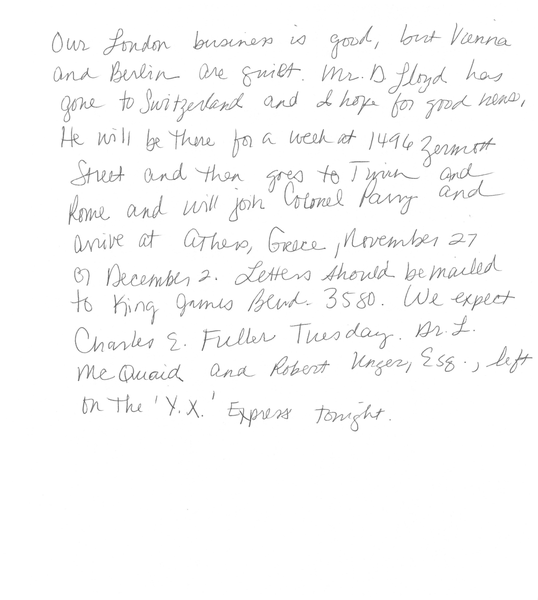 Our London business is good, but Vienna
and Berlin are quiet. Mr. D Lloyd has
gone to Switzerland and I hope for good news,
He will be there for a week at 1496 Zermott
Street and then goes to Turin and
Rome and will join Colonel Parry and
arrive at Athens, Greece, November 27
or December 2. Letters should be mailed
to King James Blvd. 3580. We expect
Charles E. Fuller Tuesday. Dr. L.
McQuaid and Robert Unger, Esq., left
on the 'Y.X.' Express tonight.